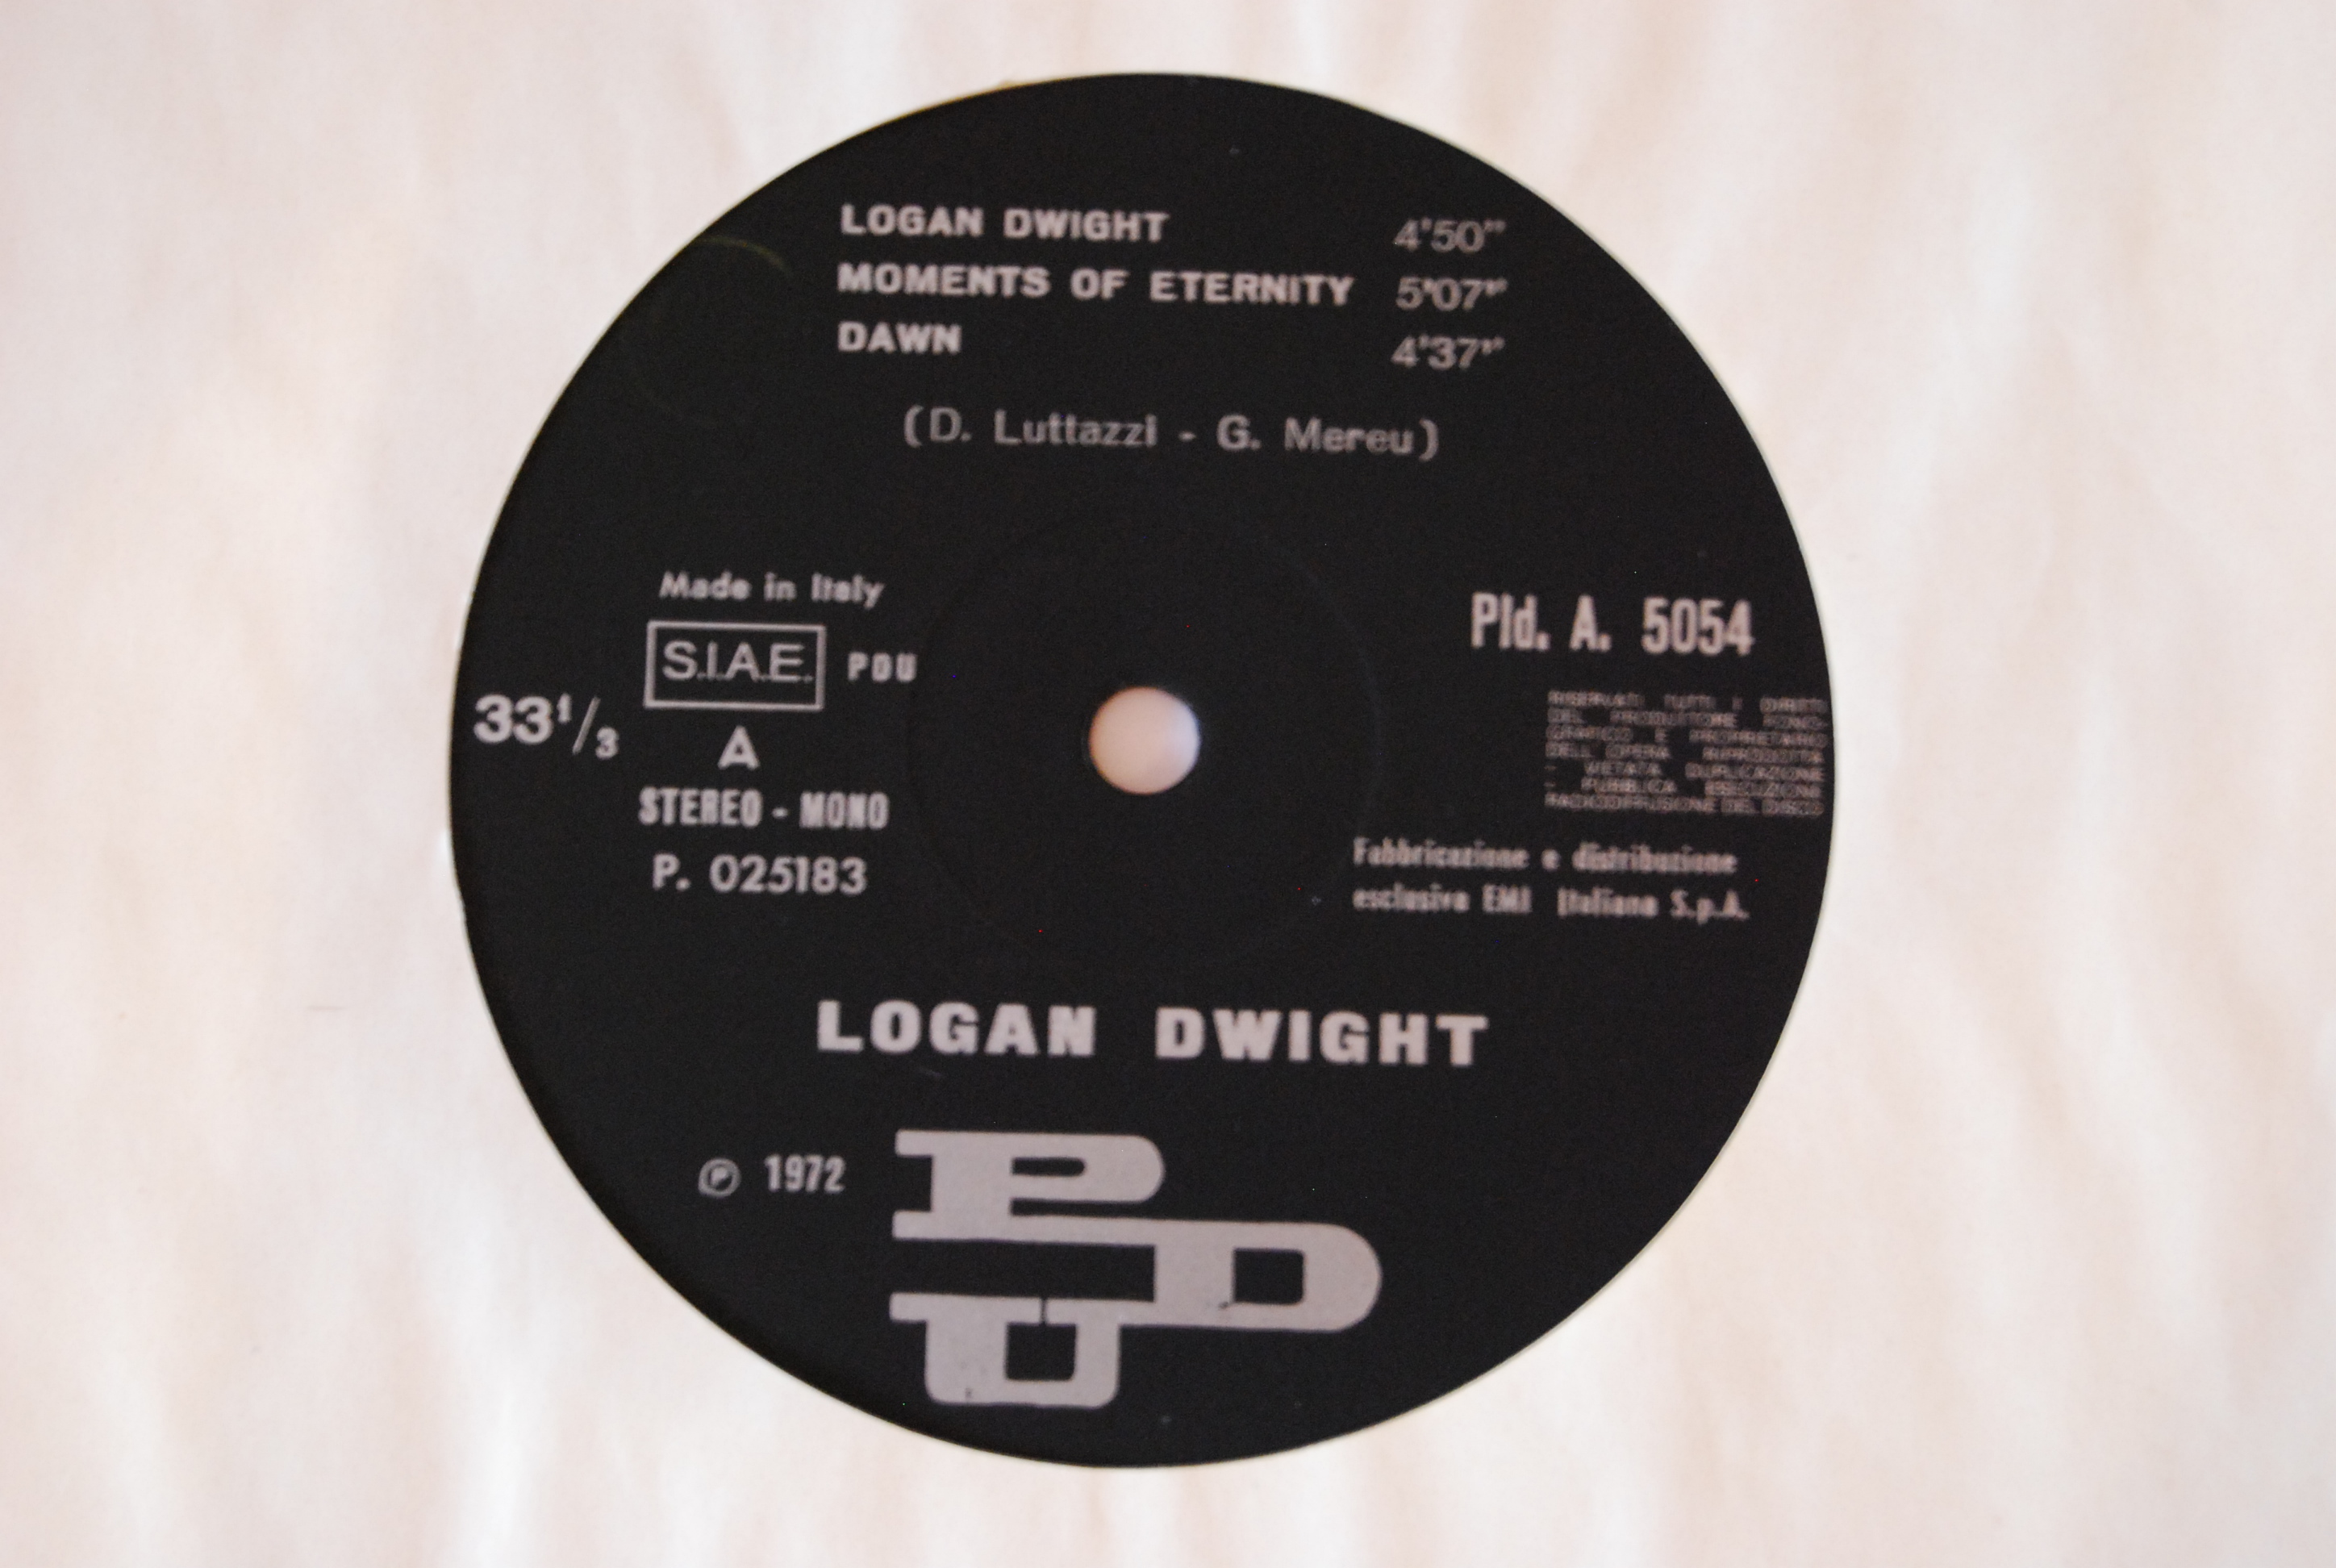 LOGAN DWIGHT 4'50"
MOMENTS OF ETERNITY 5'07"
DAWN 4'37"
(D. Luttazzi - G. Mereu)
Made in Italy
S.I.A.E. PDU
33 1/3
A
STEREO - MONO
P. 025183
Pld. A. 5054
RISERVATI TUTTI I DIRITTI
DEL PRODUTTORE FONO-
GRAFICO E PROPRIETARIO
DELL'OPERA RIPRODOTTA
- VIETATA DUPLICAZIONE
- PUBBLICA ESECUZIONE
RADIODIFFUSIONE DEL DISCO
Fabbricazione e distribuzione
esclusiva EMI Italiana S.p.A.
LOGAN DWIGHT
℗ 1972
PDU